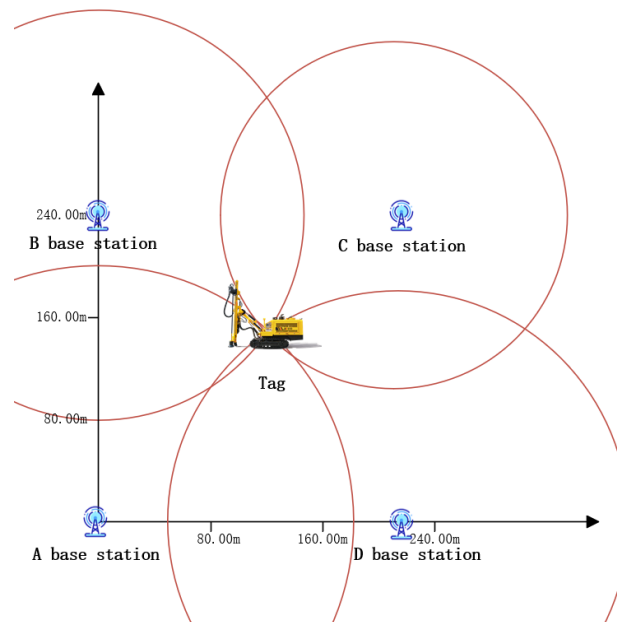 240.00m
B base station
C base station
160.00m
Tag
80.00m
80.00m
160.00m
240.00m
A base station
D base station